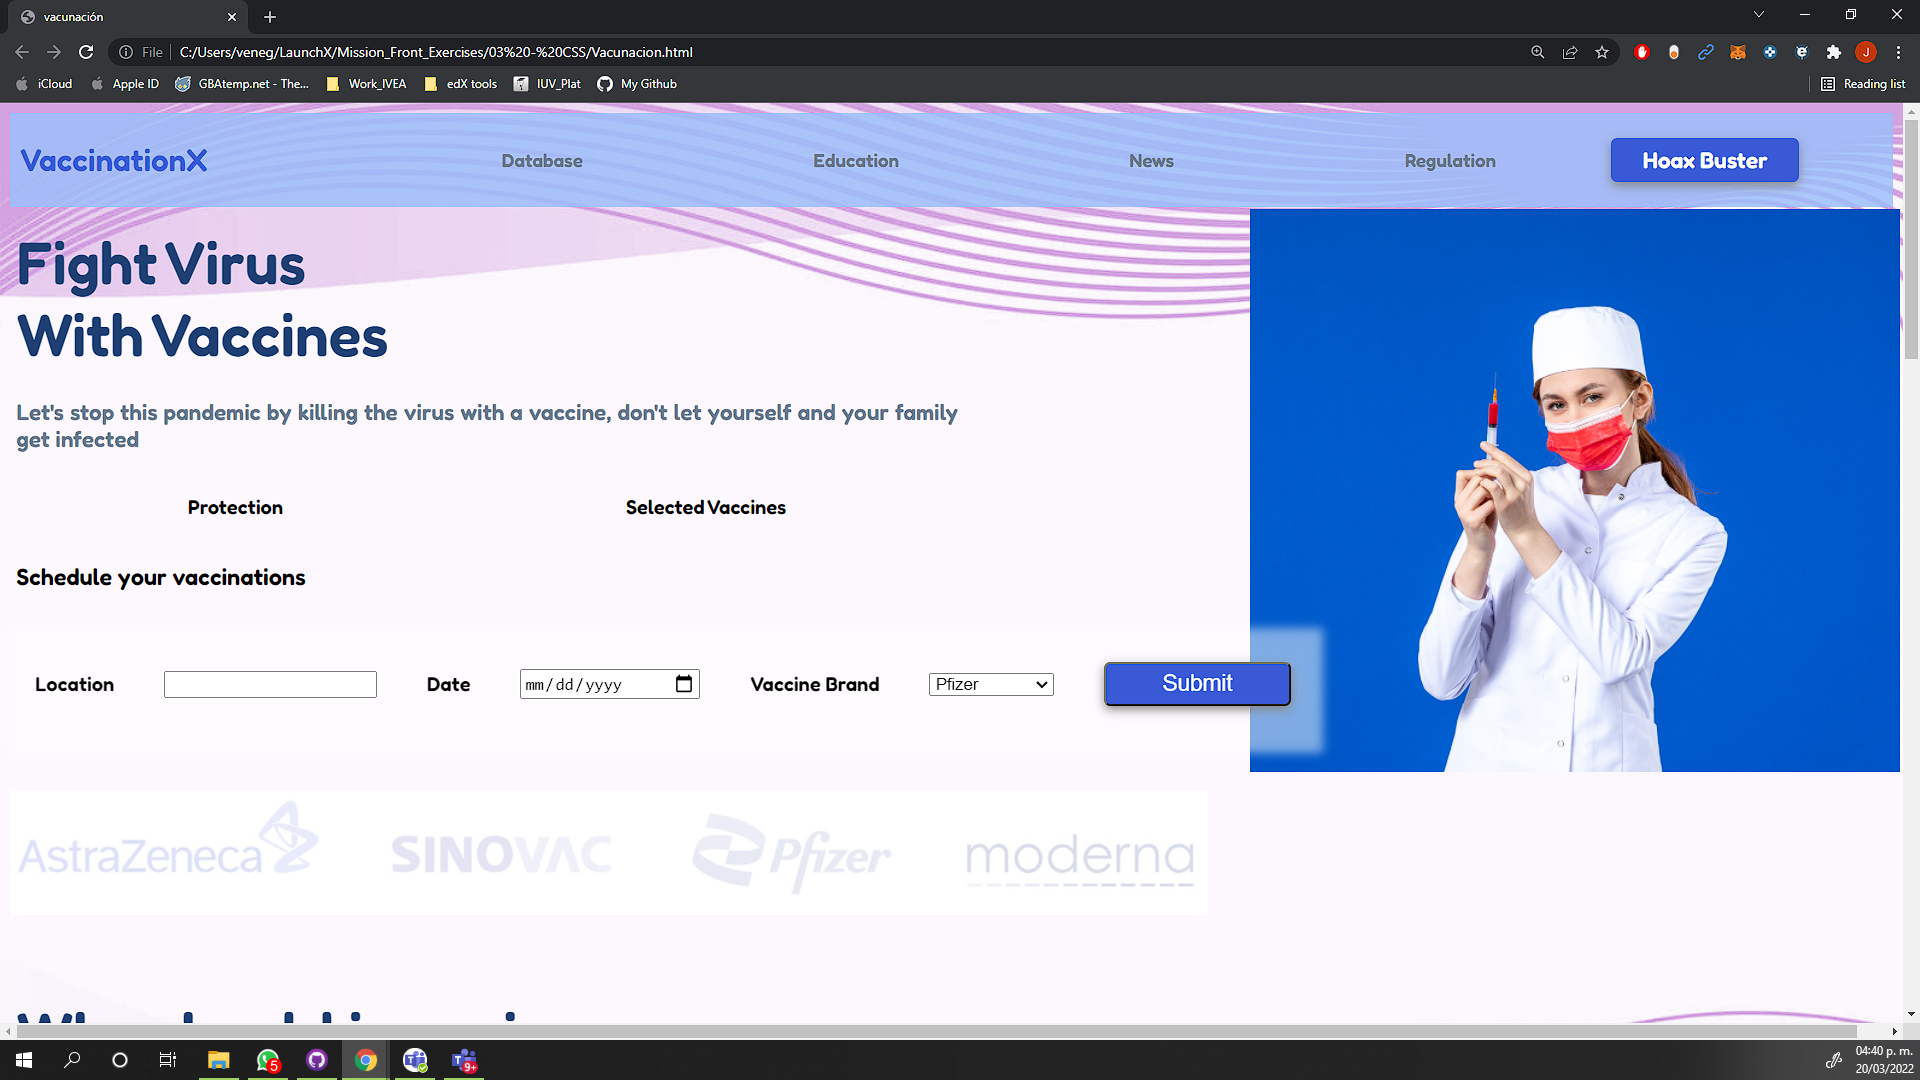 vacunación
File
C:/Users/veneg/LaunchX/Mission_Front_Exercises/03%20-%20CSS/Vacunacion.html
J
iCloud
Apple ID
GBAtemp.net - The...
Work_IVEA
edX tools
IUV_Plat
My Github
Reading list
VaccinationX
Database
Education
News
Regulation
Hoax Buster
Fight Virus
With Vaccines
Let's stop this pandemic by killing the virus with a vaccine, don't let yourself and your family
get infected
Protection
Selected Vaccines
Schedule your vaccinations
Location
Date
mm/dd/yyyy
Vaccine Brand
Pfizer
Submit
AstraZeneca
SINOVAC
Pfizer
moderna
5
9+
04:40 p. m.
20/03/2022